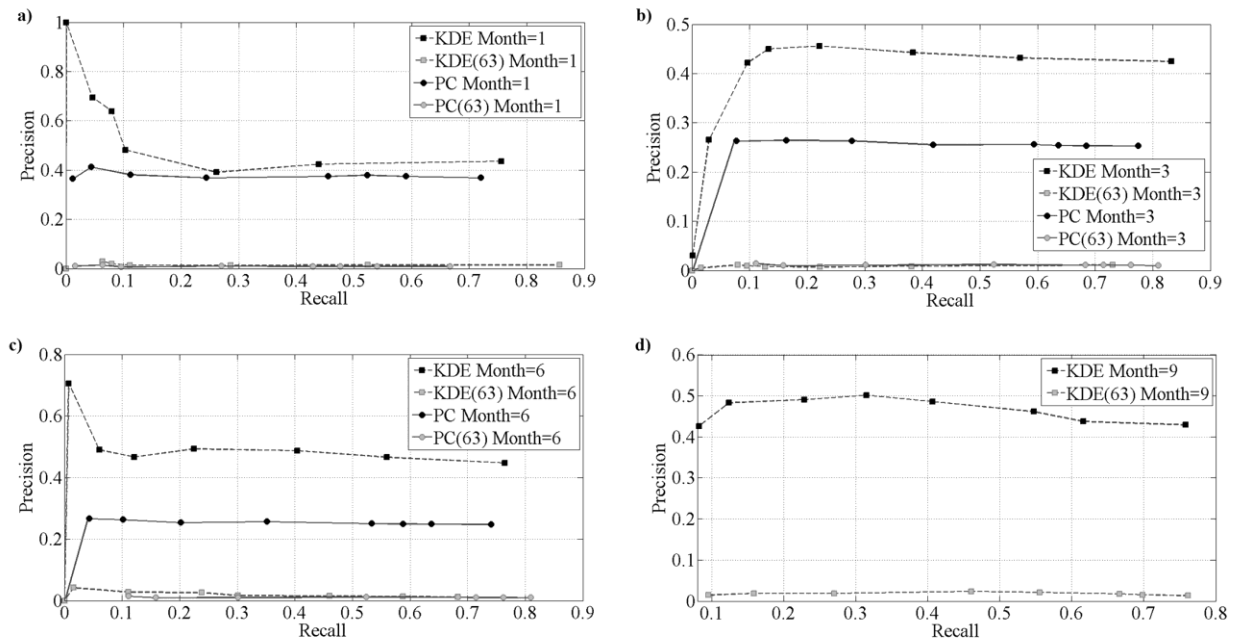 a)
1
0.8
0.6
0.4
0.2
0
Precision
0 0.1 0.2 0.3 0.4 0.5 0.6 0.7 0.8 0.9
Recall
KDE Month=1
KDE(63) Month=1
PC Month=1
PC(63) Month=1
b)
0.5
0.4
0.3
0.2
0.1
0
Precision
0 0.1 0.2 0.3 0.4 0.5 0.6 0.7 0.8 0.9
Recall
KDE Month=3
KDE(63) Month=3
PC Month=3
PC(63) Month=3
c)
0.8
0.6
0.4
0.2
0
Precision
0 0.1 0.2 0.3 0.4 0.5 0.6 0.7 0.8 0.9
Recall
KDE Month=6
KDE(63) Month=6
PC Month=6
PC(63) Month=6
d)
0.6
0.5
0.4
0.3
0.2
0.1
0
Precision
0.1 0.2 0.3 0.4 0.5 0.6 0.7 0.8
Recall
KDE Month=9
KDE(63) Month=9